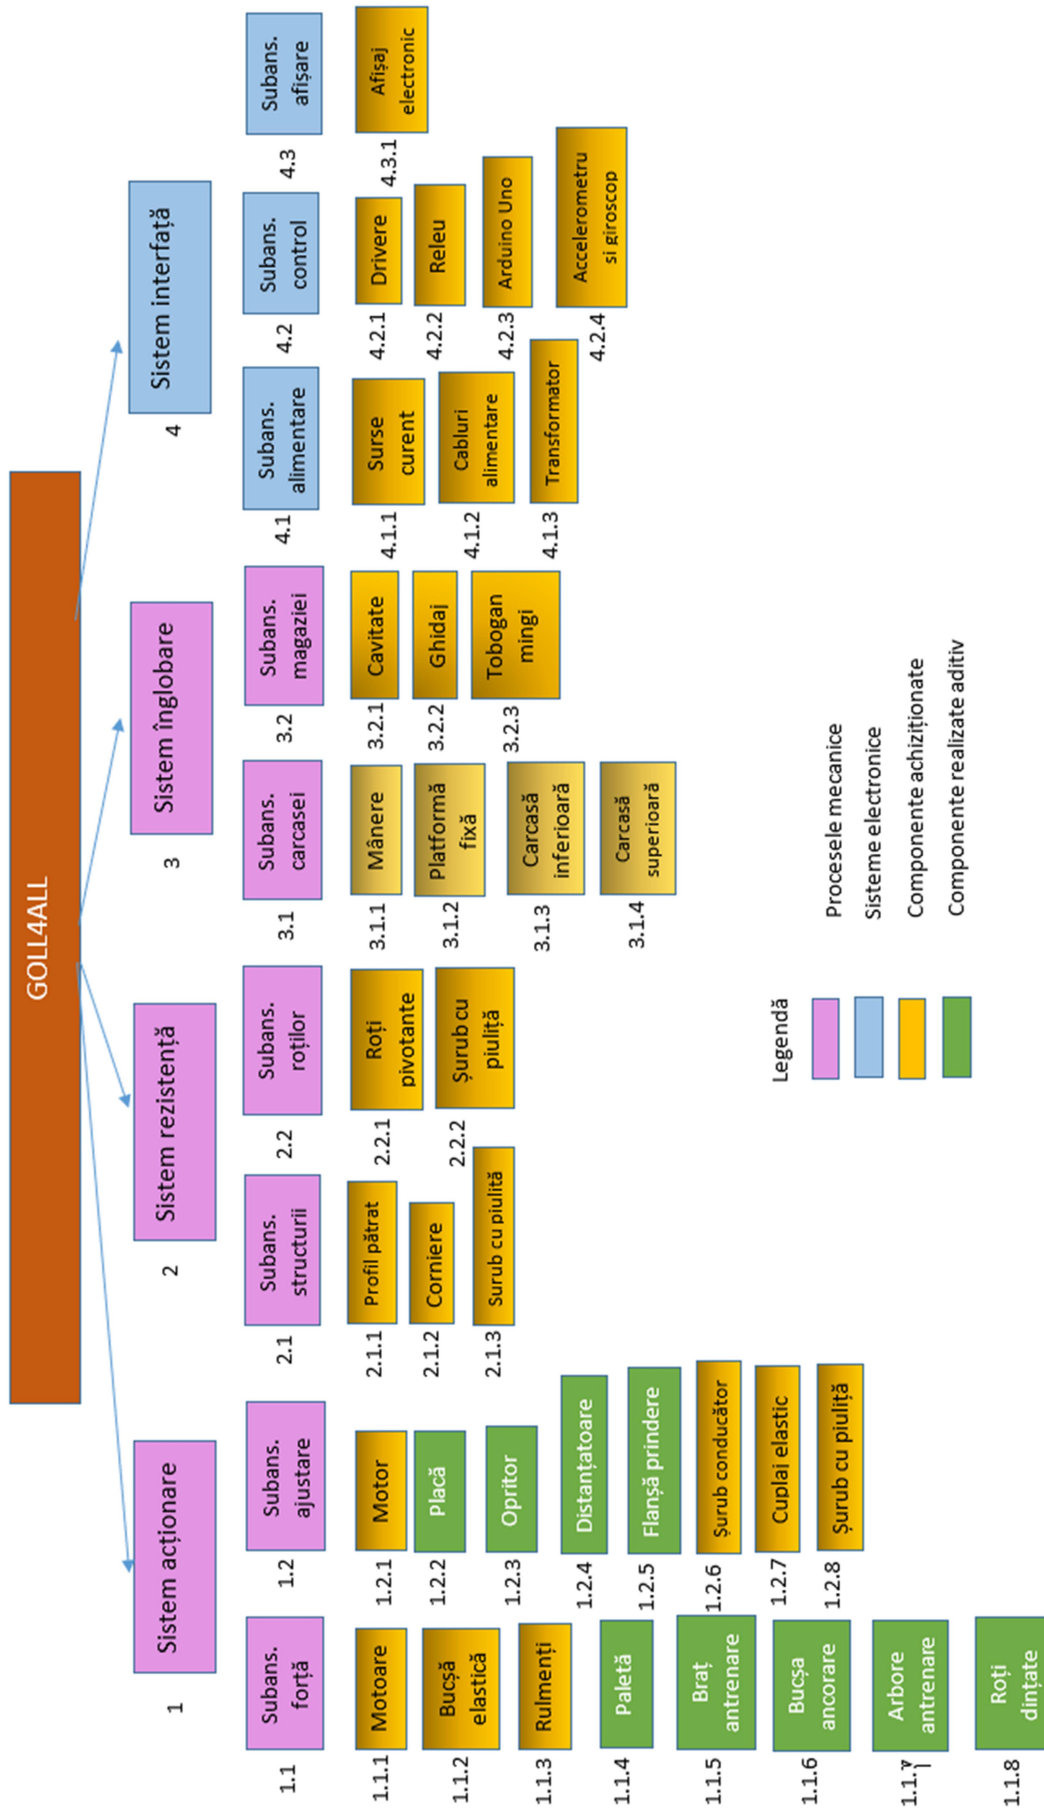 GOLL4ALL
1
Sistem acționare
2
Sistem rezistență
3
Sistem înglobare
4
Sistem interfață
1.1
Subans.
forță
1.2
Subans.
ajustare
2.1
Subans.
structurii
2.2
Subans.
roților
3.1
Subans.
carcasei
3.2
Subans.
magaziei
4.1
Subans.
alimentare
4.2
Subans.
control
4.3
Subans.
afișare
1.1.1
Motoare
1.1.2
Bucșă
elastică
1.1.3
Rulmenți
1.1.4
Paletă
1.1.5
Braț
antrenare
1.1.6
Bucșa
ancorare
1.1.7
Arbore
antrenare
1.1.8
Roți
dințate
1.2.1
Motor
1.2.2
Placă
1.2.3
Opritor
1.2.4
Distanțatoare
1.2.5
Flanșă prindere
1.2.6
Șurub conducător
1.2.7
Cuplaj elastic
1.2.8
Șurub cu piuliță
2.1.1
Profil pătrat
2.1.2
Corniere
2.1.3
Surub cu piulită
2.2.1
Roți
pivotante
2.2.2
Șurub cu
piuliță
3.1.1
Mânere
3.1.2
Platformă
fixă
3.1.3
Carcasă
inferioară
3.1.4
Carcasă
superioară
3.2.1
Cavitate
3.2.2
Ghidaj
3.2.3
Tobogan
mingi
4.1.1
Surse
curent
4.1.2
Cabluri
alimentare
4.1.3
Transformator
4.2.1
Drivere
4.2.2
Releu
4.2.3
Arduino Uno
4.2.4
Accelerometru
si giroscop
4.3.1
Afișaj
electronic
Legendă
Procesele mecanice
Sisteme electronice
Componente achiziționate
Componente realizate aditiv